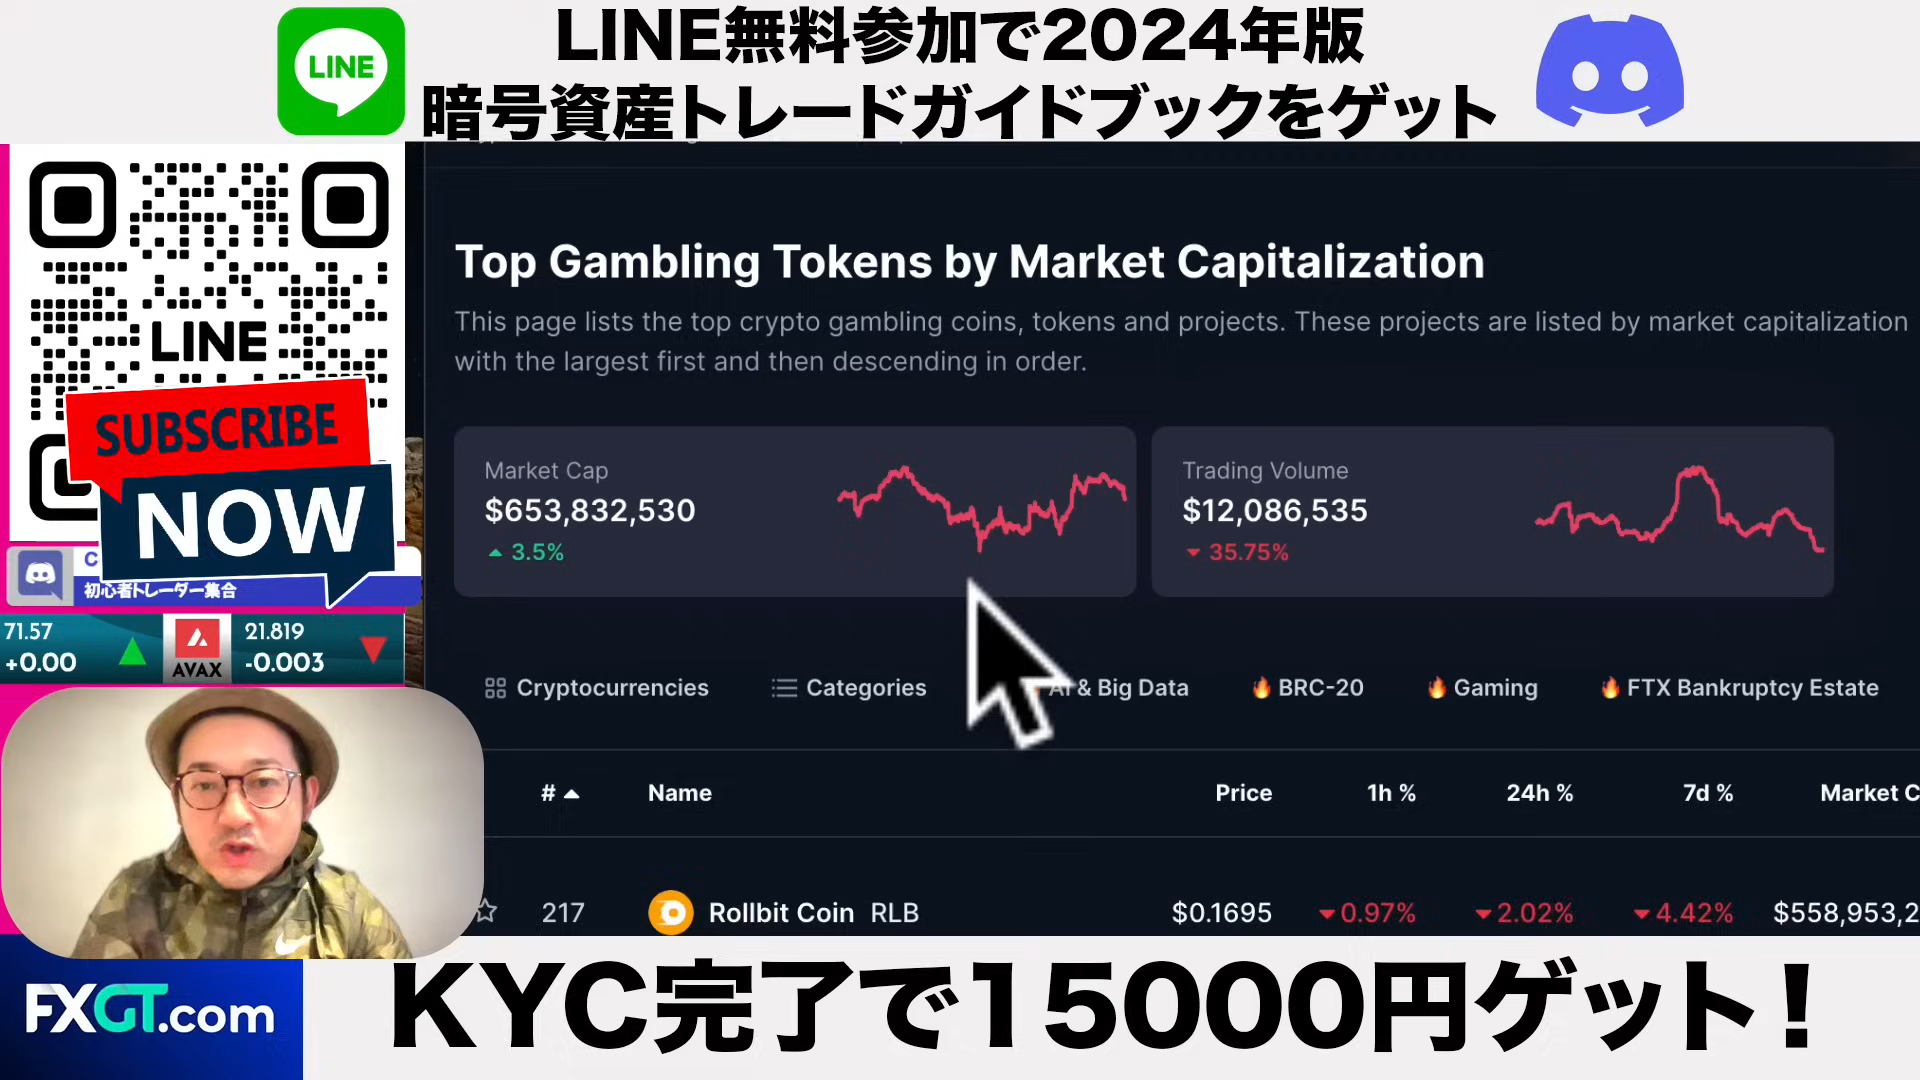 LINE無料参加で2024年版
暗号資産トレードガイドブックをゲット
LINE
LINE
SUBSCRIBE
NOW
C
初心者トレーダー集合
71.57
+0.00
AVAX
21.819
-0.003
Top Gambling Tokens by Market Capitalization
This page lists the top crypto gambling coins, tokens and projects. These projects are listed by market capitalization
with the largest first and then descending in order.
Market Cap
$653,832,530
3.5%
Trading Volume
$12,086,535
35.75%
Cryptocurrencies
Categories
AI & Big Data
BRC-20
Gaming
FTX Bankruptcy Estate
# Name Price 1h % 24h % 7d % Market C
217 Rollbit Coin RLB $0.1695 0.97% 2.02% 4.42% $558,953,2
FXGT.com
KYC完了で15000円ゲット！